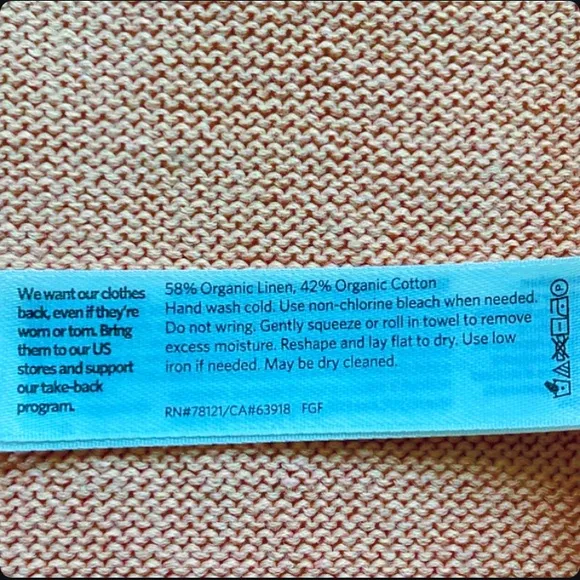 We want our clothes
back, even if they're
worn or torn. Bring
them to our US
stores and support
our take-back
program.
58% Organic Linen, 42% Organic Cotton
Hand wash cold. Use non-chlorine bleach when needed.
Do not wring. Gently squeeze or roll in towel to remove
excess moisture. Reshape and lay flat to dry. Use low
iron if needed. May be dry cleaned.
RN#78121/CA#63918 FGF
P